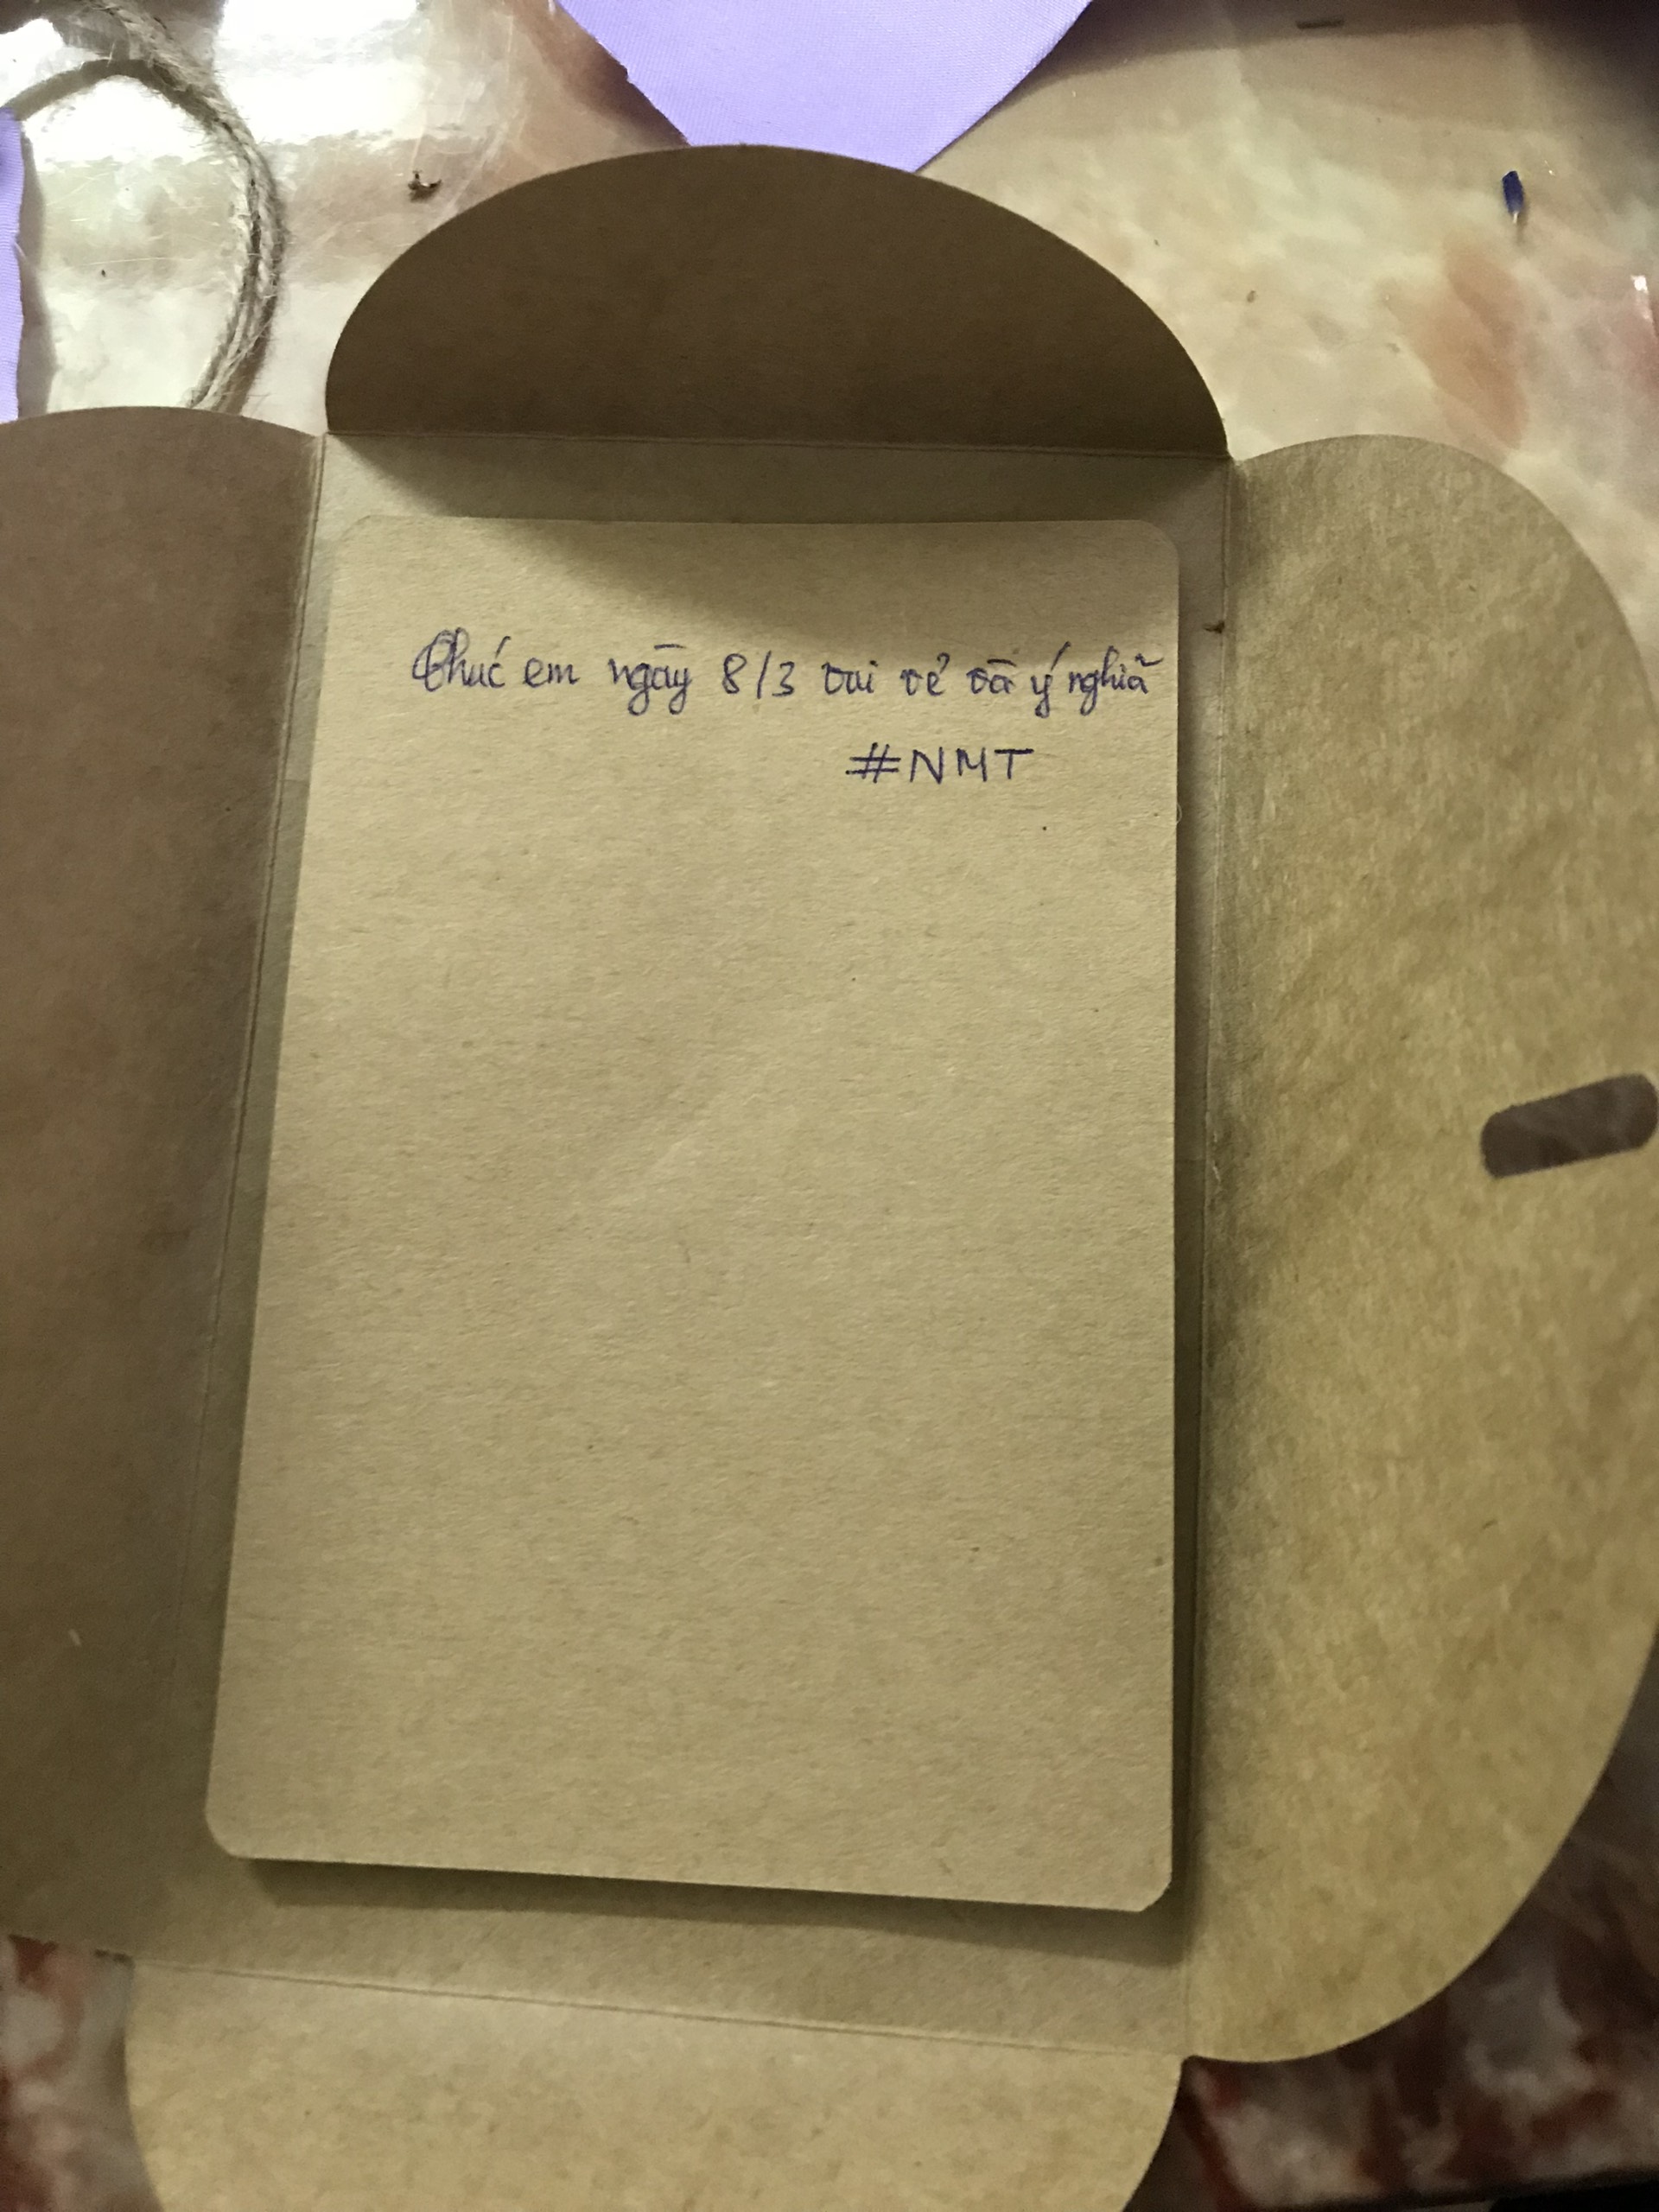 Chúc em ngày 8/3 vui vẻ và ý nghĩa
#NMT